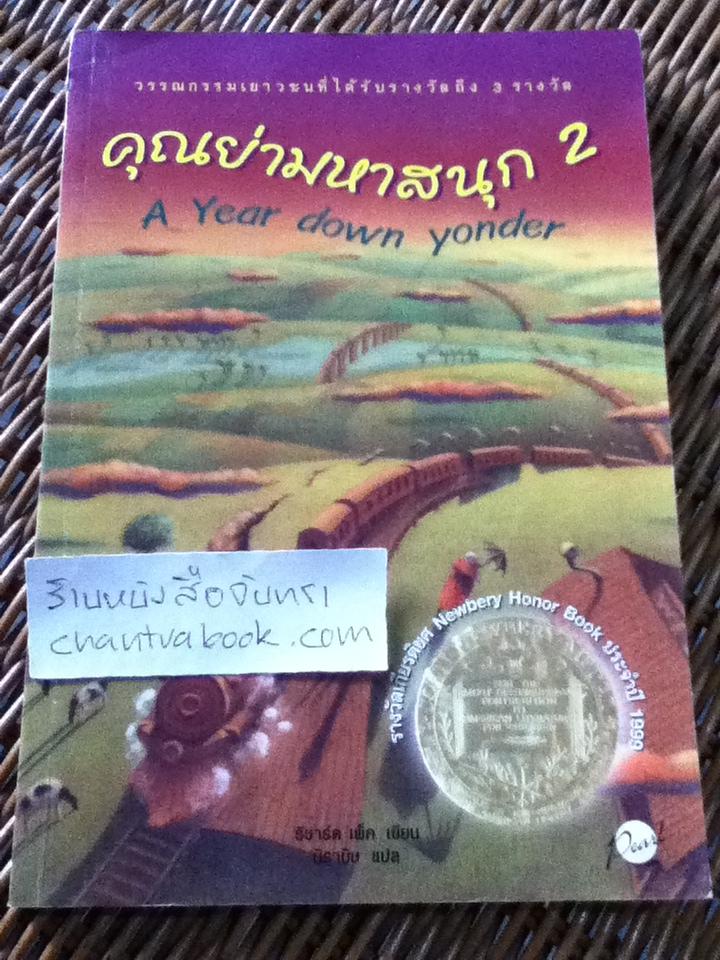 วรรณกรรมเยาวชนที่ได้รับรางวัลถึง 3 รางวัล
คุณย่ามหาสนุก 2
A Year down yonder
ร้านหนังสือจันทรา
chantrabook.com
รางวัลเกียรติยศ Newbery Honor Book ประจำปี 1999
ริชาร์ด เพ็ค เขียน
นิราบิษ แปล
Pearl